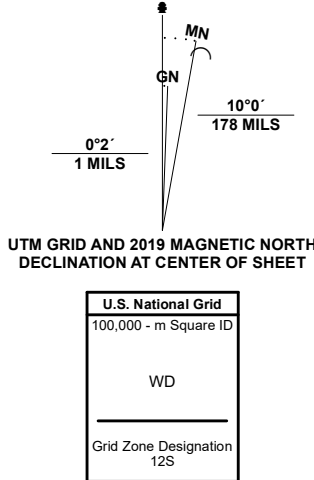 MN
GN
0°2´
1 MILS
10°0´
178 MILS
UTM GRID AND 2019 MAGNETIC NORTH
DECLINATION AT CENTER OF SHEET
U.S. National Grid
100,000 - m Square ID
WD
Grid Zone Designation
12S